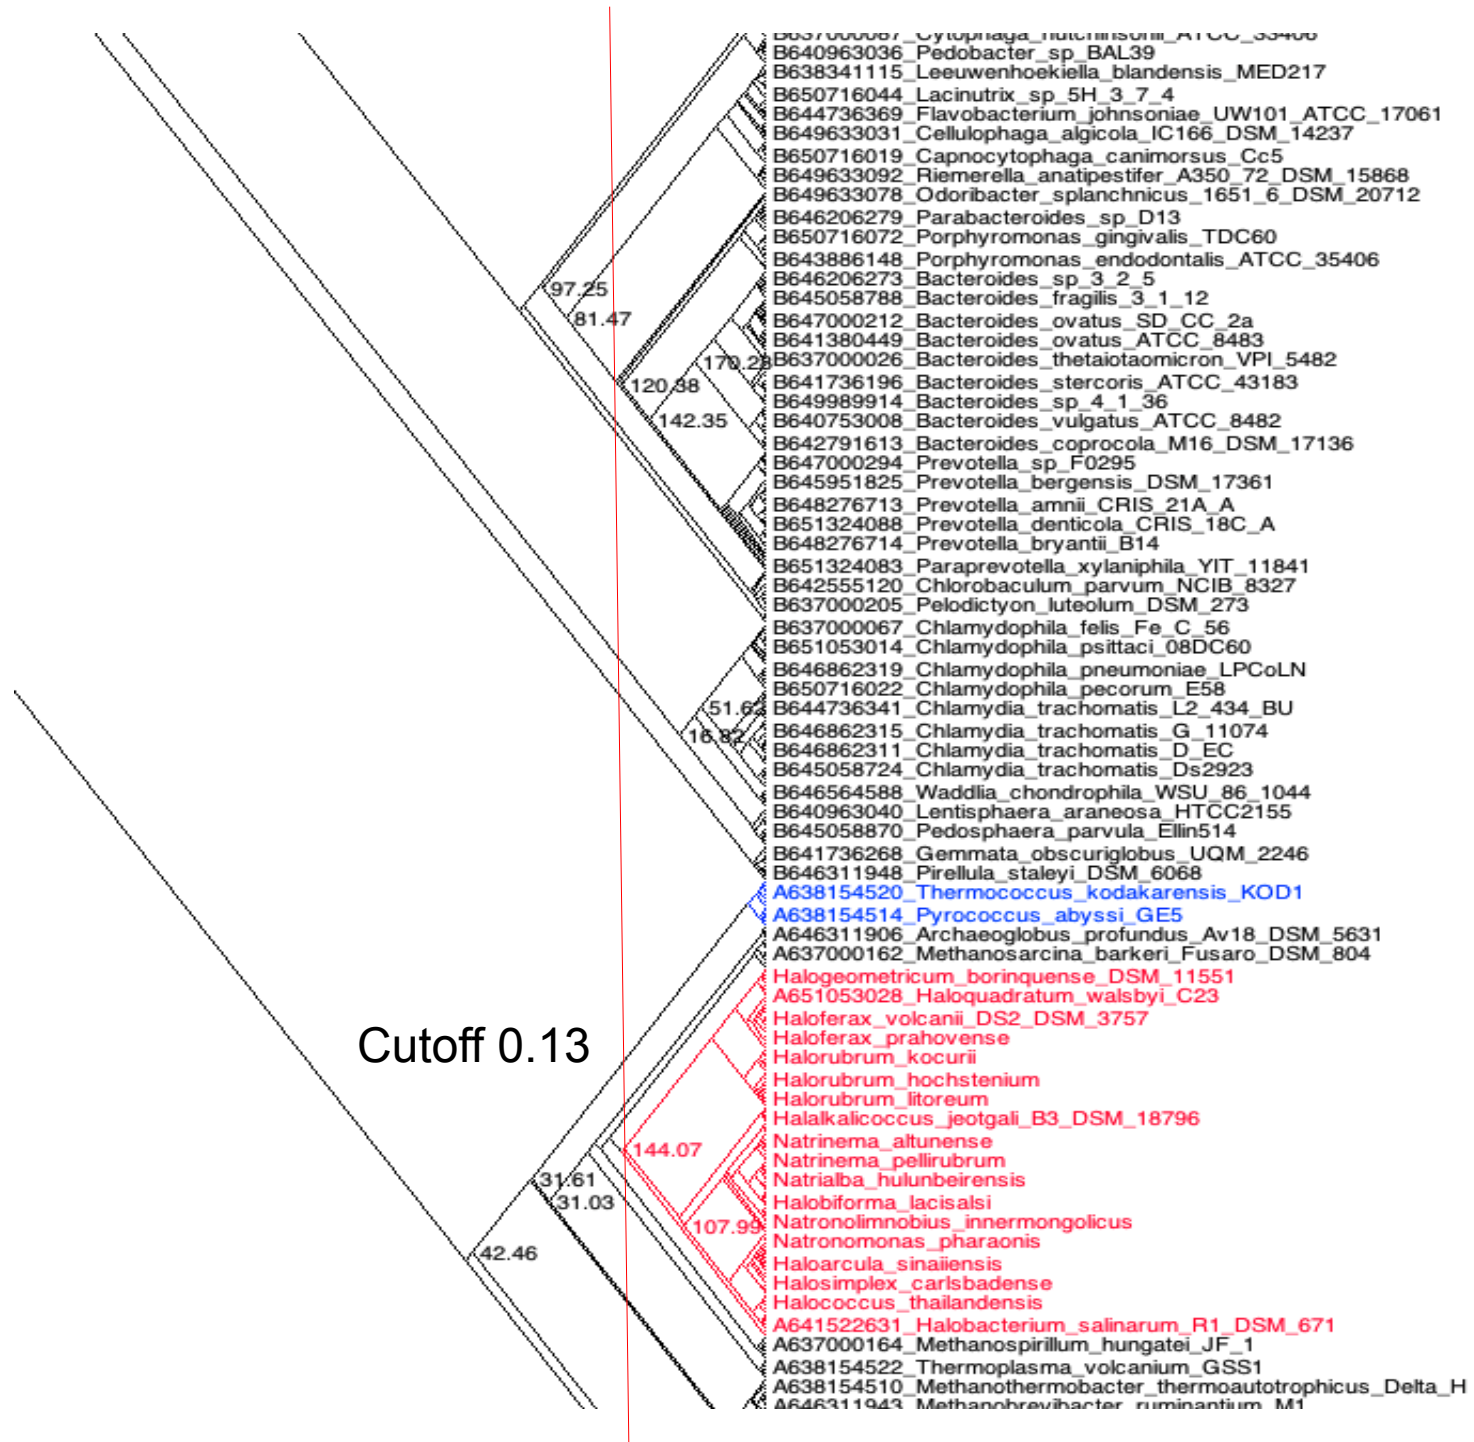 B637000087_Cytophaga_hutchinsonii_ATCC_33406
B640963036_Pedobacter_sp_BAL39
B638341115_Leeuwenhoekiella_blandensis_MED217
B650716044_Lacinutrix_sp_5H_3_7_4
B644736369_Flavobacterium_johnsoniae_UW101_ATCC_17061
B649633031_Cellulophaga_algicola_IC166_DSM_14237
B650716019_Capnocytophaga_canimorsus_Cc5
B649633092_Riemerella_anatipestifer_A350_72_DSM_15868
B649633078_Odoribacter_splanchnicus_1651_6_DSM_20712
B646206279_Parabacteroides_sp_D13
B650716072_Porphyromonas_gingivalis_TDC60
B643886148_Porphyromonas_endodontalis_ATCC_35406
B646206273_Bacteroides_sp_3_2_5
97.25
B645058788_Bacteroides_fragilis_3_1_12
81.47
B647000212_Bacteroides_ovatus_SD_CC_2a
B641380449_Bacteroides_ovatus_ATCC_8483
170.28
B637000026_Bacteroides_thetaiotaomicron_VPI_5482
120.38
B641736196_Bacteroides_stercoris_ATCC_43183
B649989914_Bacteroides_sp_4_1_36
142.35
B640753008_Bacteroides_vulgatus_ATCC_8482
B642791613_Bacteroides_coprocola_M16_DSM_17136
B647000294_Prevotella_sp_F0295
B645951825_Prevotella_bergensis_DSM_17361
B648276713_Prevotella_amnii_CRIS_21A_A
B651324088_Prevotella_denticola_CRIS_18C_A
B648276714_Prevotella_bryantii_B14
B651324083_Paraprevotella_xylaniphila_YIT_11841
B642555120_Chlorobaculum_parvum_NCIB_8327
B637000205_Pelodictyon_luteolum_DSM_273
B637000067_Chlamydophila_felis_Fe_C_56
B651053014_Chlamydophila_psittaci_08DC60
B646862319_Chlamydophila_pneumoniae_LPCoLN
B650716022_Chlamydophila_pecorum_E58
51.62
B644736341_Chlamydia_trachomatis_L2_434_BU
16.82
B646862315_Chlamydia_trachomatis_G_11074
B646862311_Chlamydia_trachomatis_D_EC
B645058724_Chlamydia_trachomatis_Ds2923
B646564588_Waddlia_chondrophila_WSU_86_1044
B640963040_Lentisphaera_araneosa_HTCC2155
B645058870_Pedosphaera_parvula_Ellin514
B641736268_Gemmata_obscuriglobus_UQM_2246
B646311948_Pirellula_staleyi_DSM_6068
A638154520_Thermococcus_kodakarensis_KOD1
A638154514_Pyrococcus_abyssi_GE5
A646311906_Archaeoglobus_profundus_Av18_DSM_5631
A637000162_Methanosarcina_barkeri_Fusaro_DSM_804
Halogeometricum_borinquense_DSM_11551
A651053028_Haloquadratum_walsbyi_C23
Haloferax_volcanii_DS2_DSM_3757
Haloferax_prahovense
Cutoff 0.13
Halorubrum_kocurii
Halorubrum_hochstenium
Halorubrum_litoreum
Halalkalicoccus_jeotgali_B3_DSM_18796
Natrinema_altunense
144.07
Natrinema_pellirubrum
31.61
Natrialba_hulunbeirensis
31.03
Halobiforma_lacisalsi
107.99
Natronolimnobius_innermongolicus
Natronomonas_pharaonis
42.46
Haloarcula_sinaiiensis
Halosimplex_carlsbadense
Halococcus_thailandensis
A641522631_Halobacterium_salinarum_R1_DSM_671
A637000164_Methanospirillum_hungatei_JF_1
A638154522_Thermoplasma_volcanium_GSS1
A638154510_Methanothermobacter_thermoautotrophicus_Delta_H
A646311943_Methanobrevibacter_ruminantium_M1